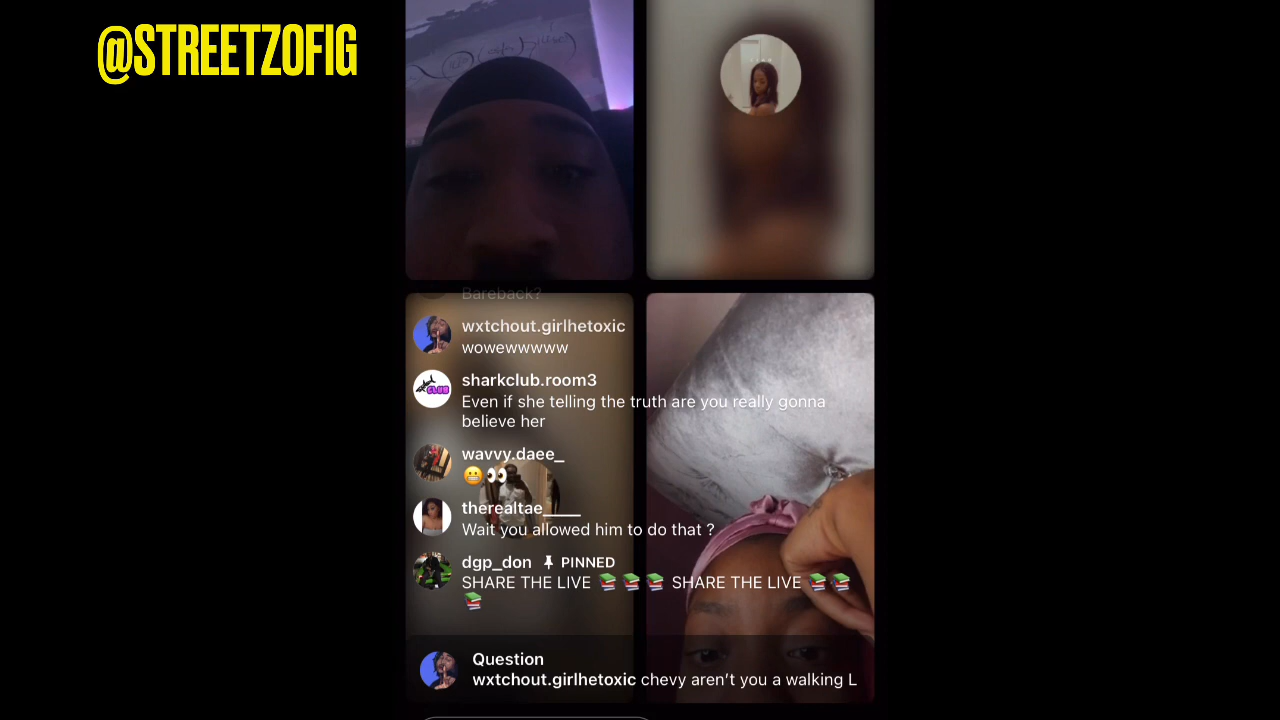 @STREETZOFIG
Bareback?
wxtchout.girlhetoxic
wowewwwww
sharkclub.room3
Even if she telling the truth are you really gonna
believe her
wavvy.daee_
😬👀
therealtae____
Wait you allowed him to do that ?
dgp_don PINNED
SHARE THE LIVE 📚📚📚 SHARE THE LIVE 📚📚
📚
Question
wxtchout.girlhetoxic chevy aren’t you a walking L